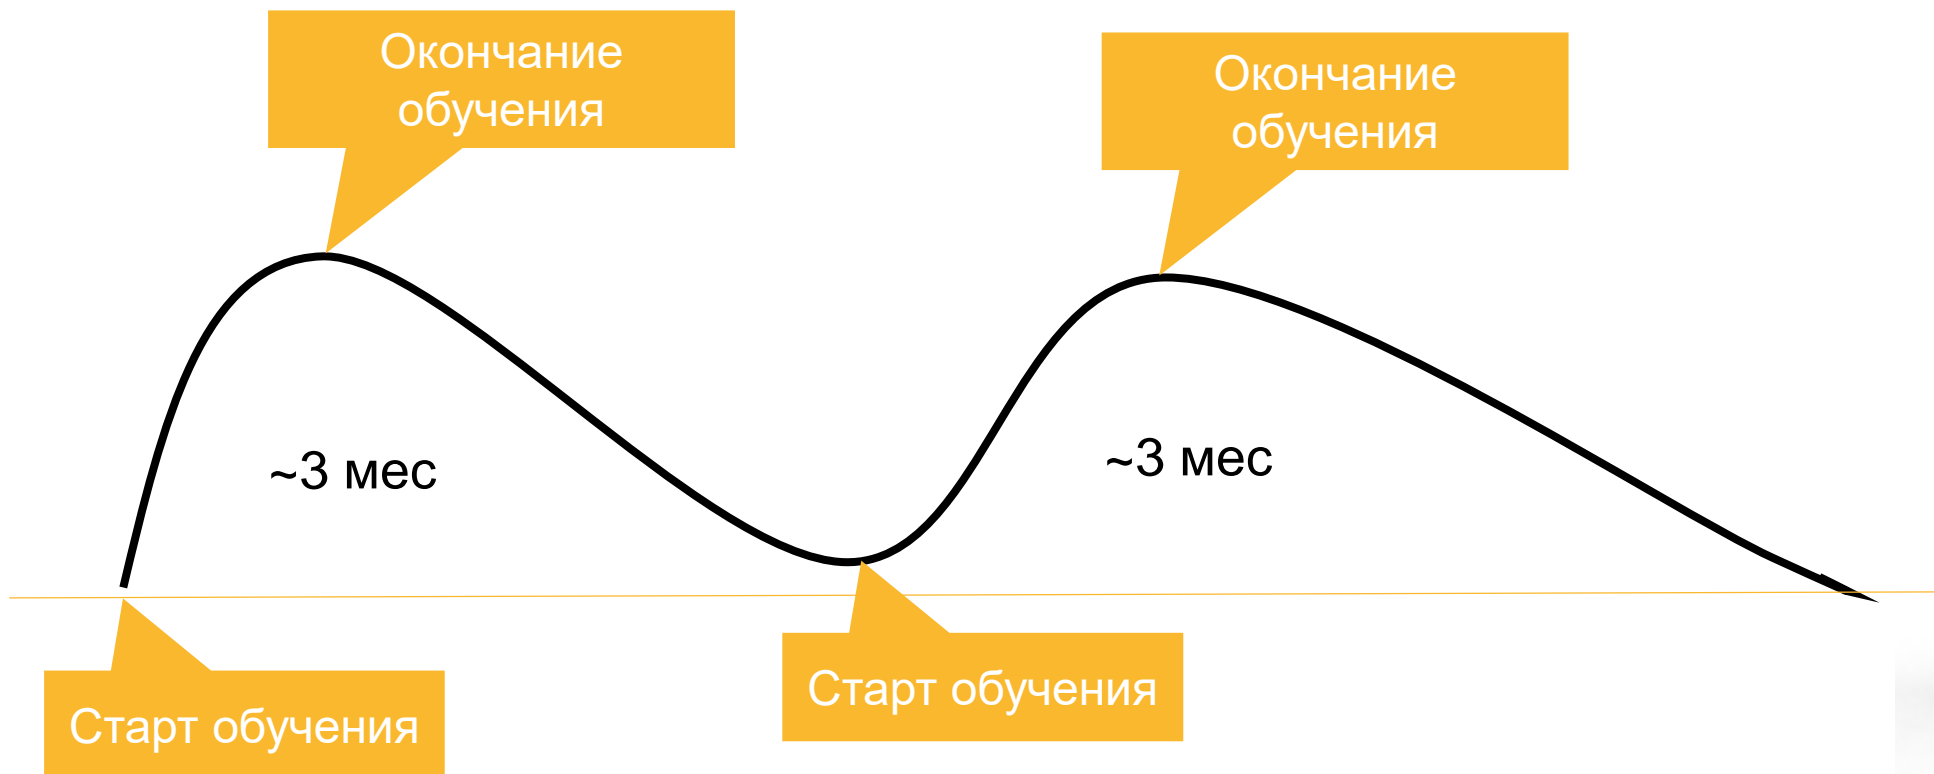 Окончание
обучения
Окончание
обучения
~3 мес
~3 мес
Старт обучения
Старт обучения